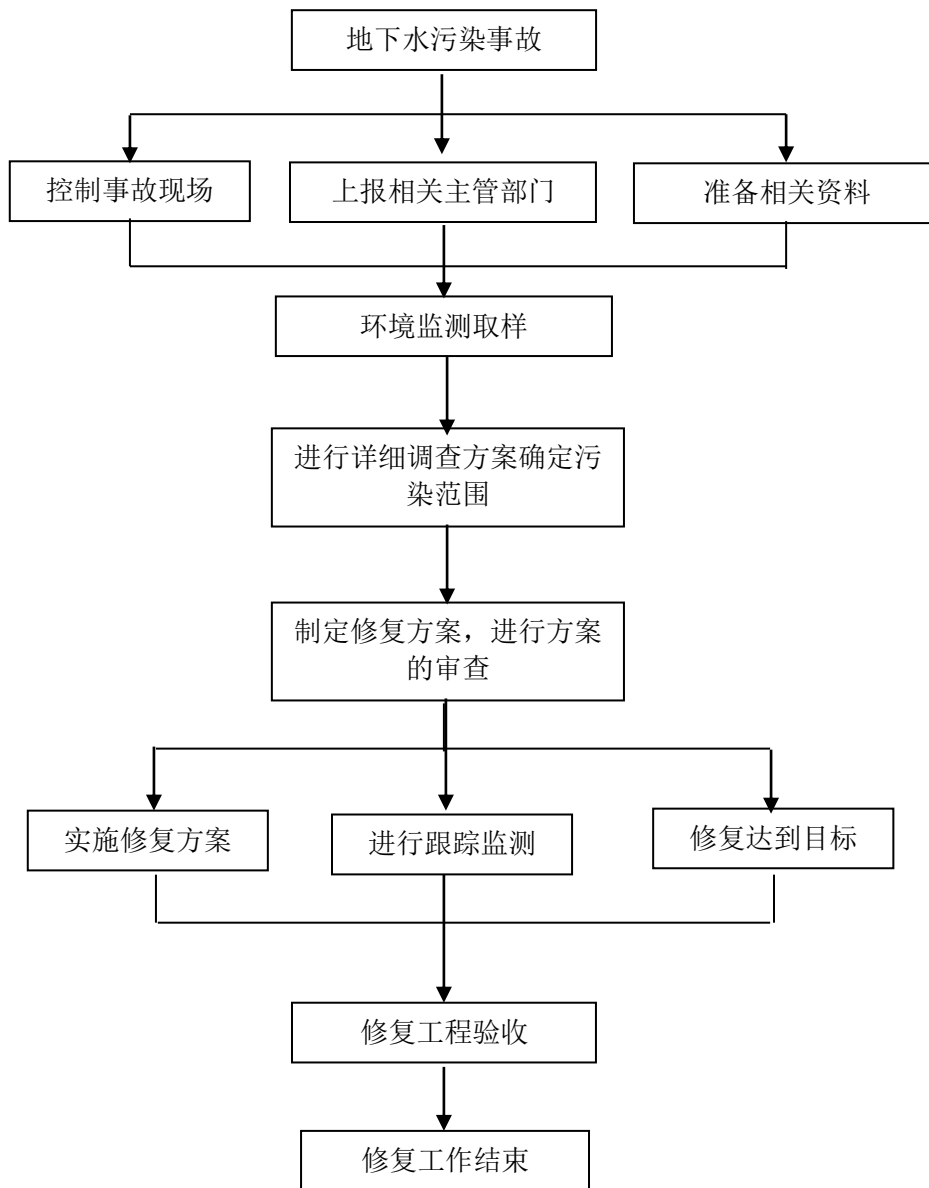 地下水污染事故
控制事故现场
上报相关主管部门
准备相关资料
环境监测取样
进行详细调查方案确定污
染范围
制定修复方案，进行方案
的审查
实施修复方案
进行跟踪监测
修复达到目标
修复工程验收
修复工作结束